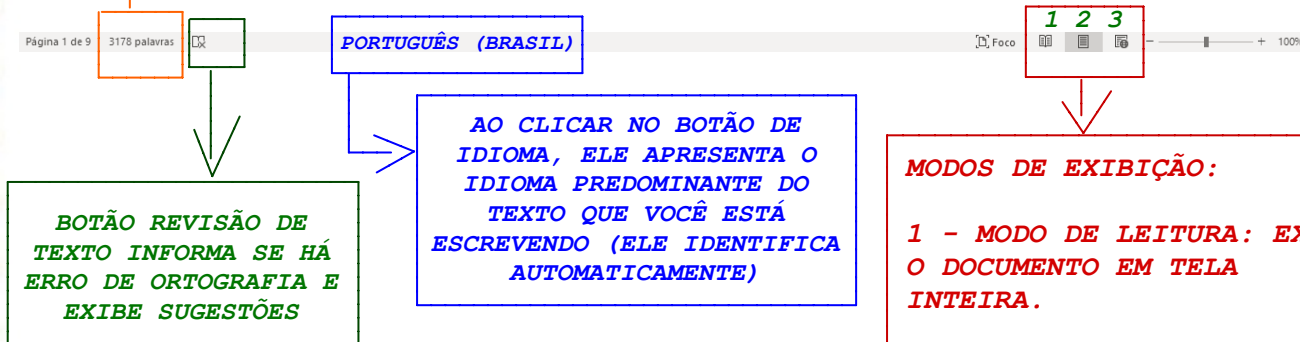 1 2 3
Página 1 de 9 3178 palavras PORTUGUÊS (BRASIL) Foco - + 100%
AO CLICAR NO BOTÃO DE
IDIOMA, ELE APRESENTA O
IDIOMA PREDOMINANTE DO
TEXTO QUE VOCÊ ESTÁ
ESCREVENDO (ELE IDENTIFICA
AUTOMATICAMENTE)
BOTÃO REVISÃO DE
TEXTO INFORMA SE HÁ
ERRO DE ORTOGRAFIA E
EXIBE SUGESTÕES
MODOS DE EXIBIÇÃO:
1 - MODO DE LEITURA:
O DOCUMENTO EM TELA
INTEIRA.